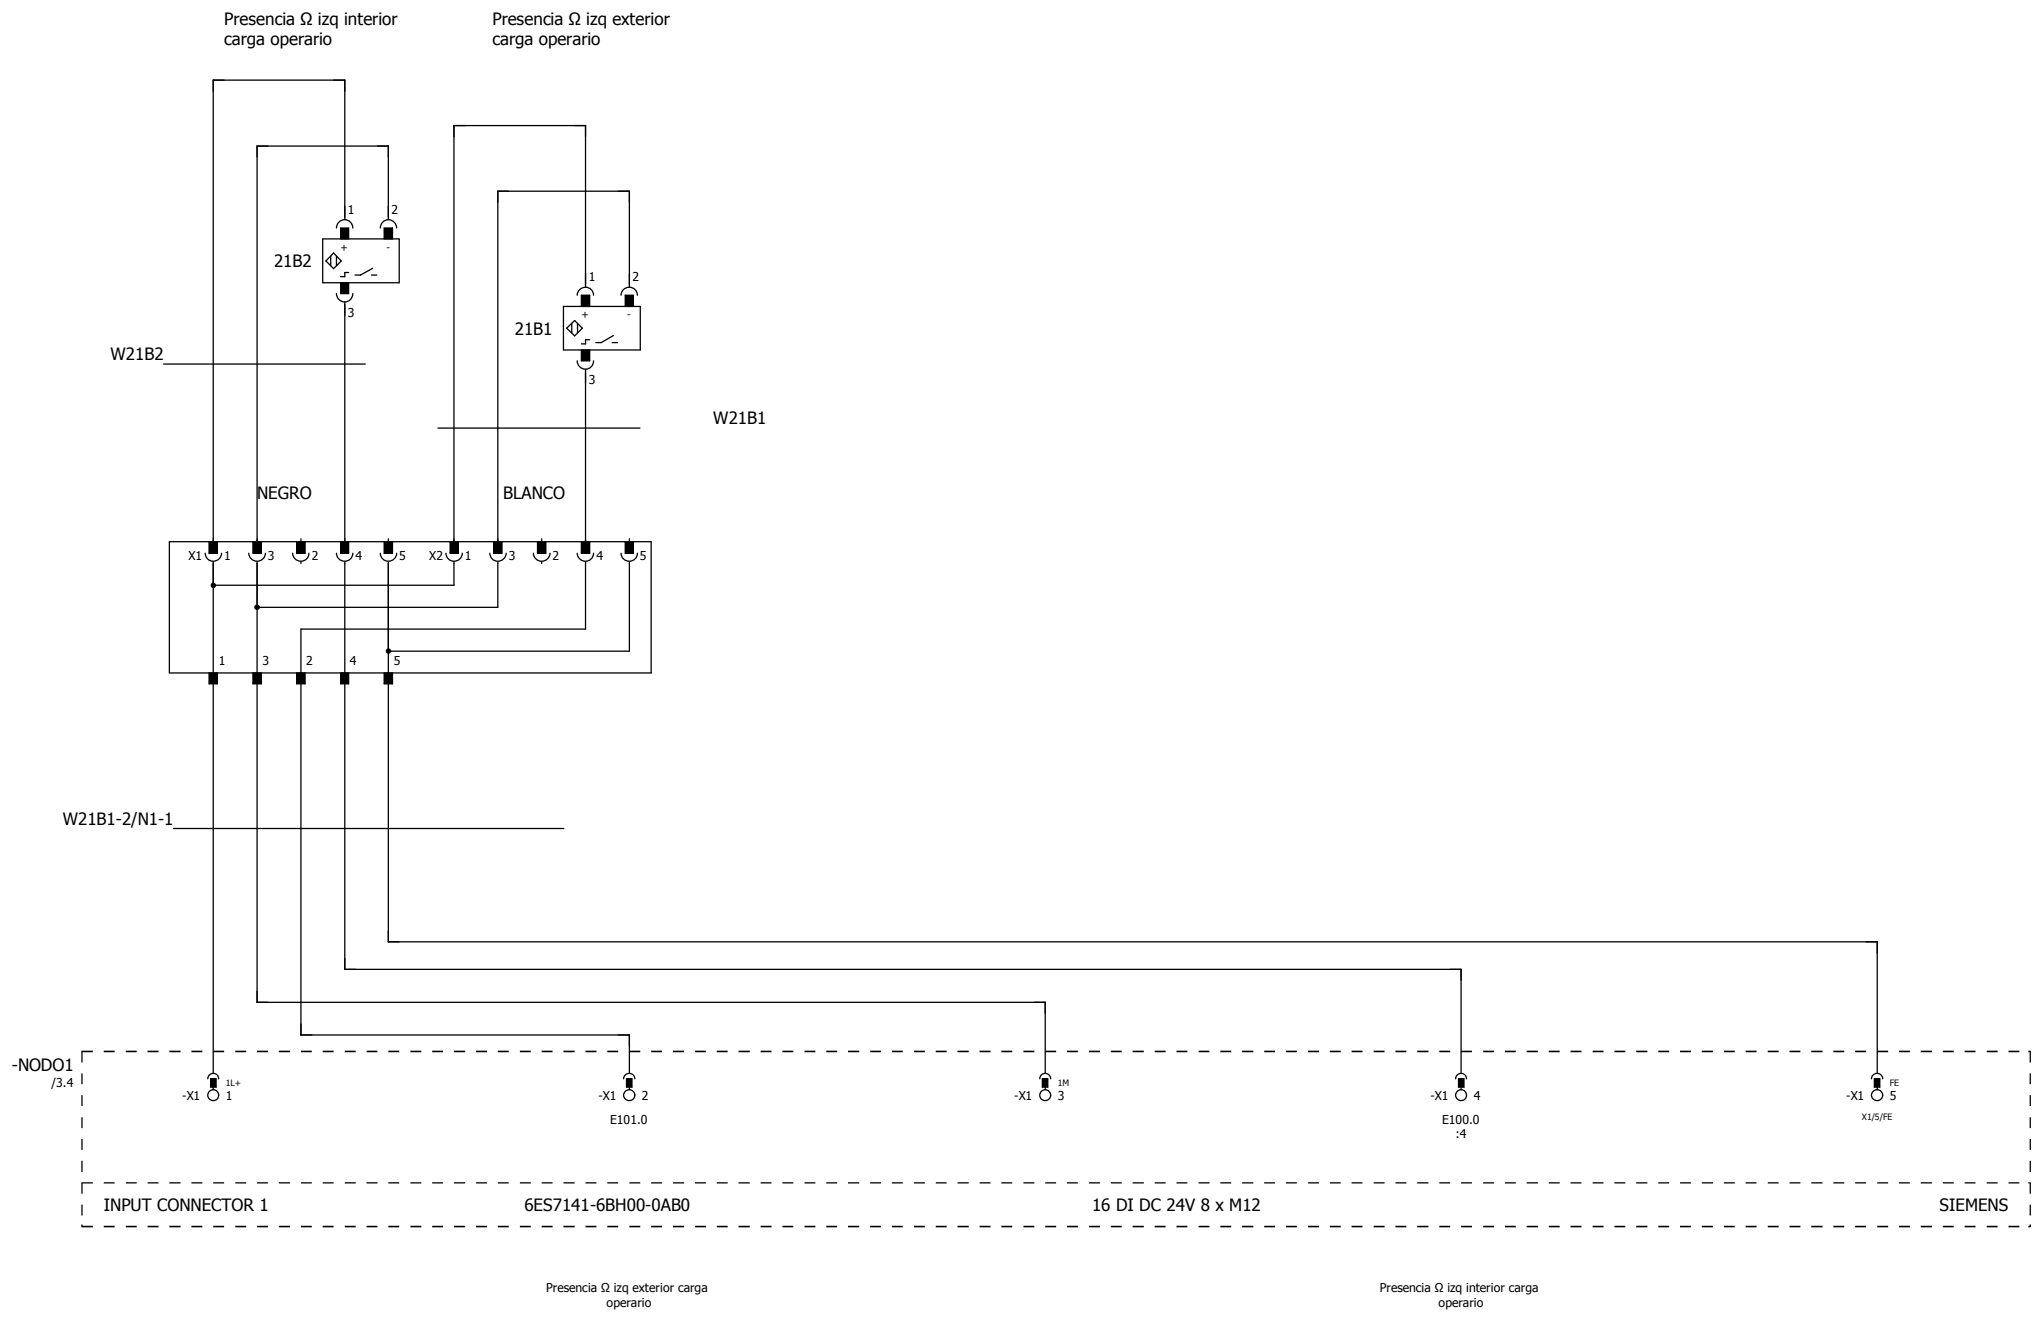 Presencia Ω izq interior
carga operario
Presencia Ω izq exterior
carga operario
1
2
21B2
+
-
3
1
2
21B1
+
-
3
W21B2
W21B1
NEGRO
BLANCO
X1 1 3 2 4 5 X2 1 3 2 4 5
1 3 2 4 5
W21B1-2/N1-1
-NODO1
/3.4
1L+
-X1 1
-X1 2
E101.0
1M
-X1 3
-X1 4
E100.0
:4
FE
-X1 5
X1/5/FE
INPUT CONNECTOR 1 6ES7141-6BH00-0AB0 16 DI DC 24V 8 x M12 SIEMENS
Presencia Ω izq exterior carga
operario
Presencia Ω izq interior carga
operario